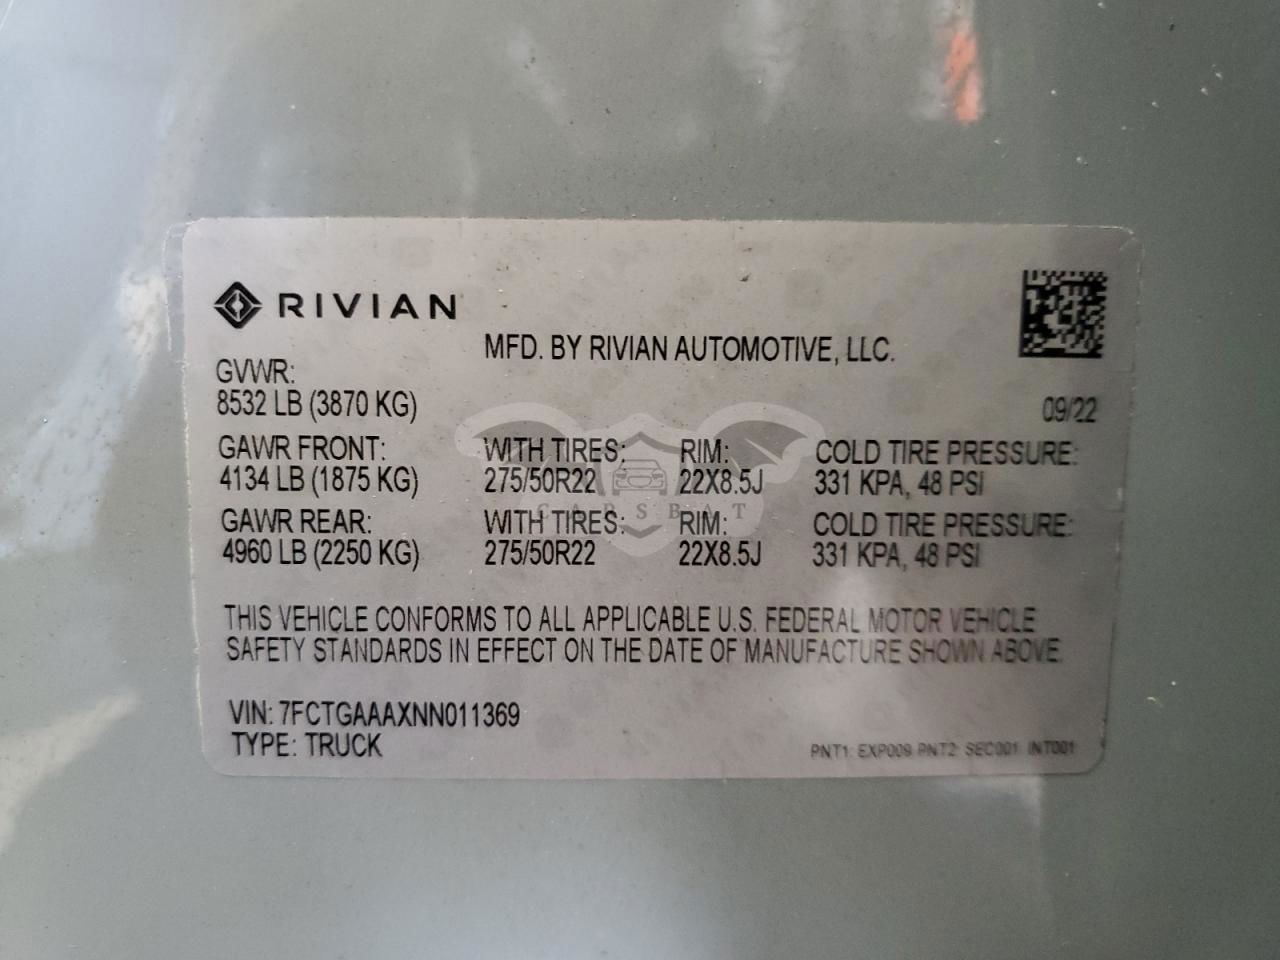 RIVIAN
MFD. BY RIVIAN AUTOMOTIVE, LLC.
GVWR:
8532 LB (3870 KG)
09/22
GAWR FRONT: WITH TIRES: RIM: COLD TIRE PRESSURE:
4134 LB (1875 KG) 275/50R22 22X8.5J 331 KPA, 48 PSI
CARSBAT
GAWR REAR: WITH TIRES: RIM: COLD TIRE PRESSURE:
4960 LB (2250 KG) 275/50R22 22X8.5J 331 KPA, 48 PSI
THIS VEHICLE CONFORMS TO ALL APPLICABLE U.S. FEDERAL MOTOR VEHICLE
SAFETY STANDARDS IN EFFECT ON THE DATE OF MANUFACTURE SHOWN ABOVE.
VIN: 7FCTGAAAXNN011369
TYPE: TRUCK
PNT1: EXP009 PNT2: SEC001 INT001